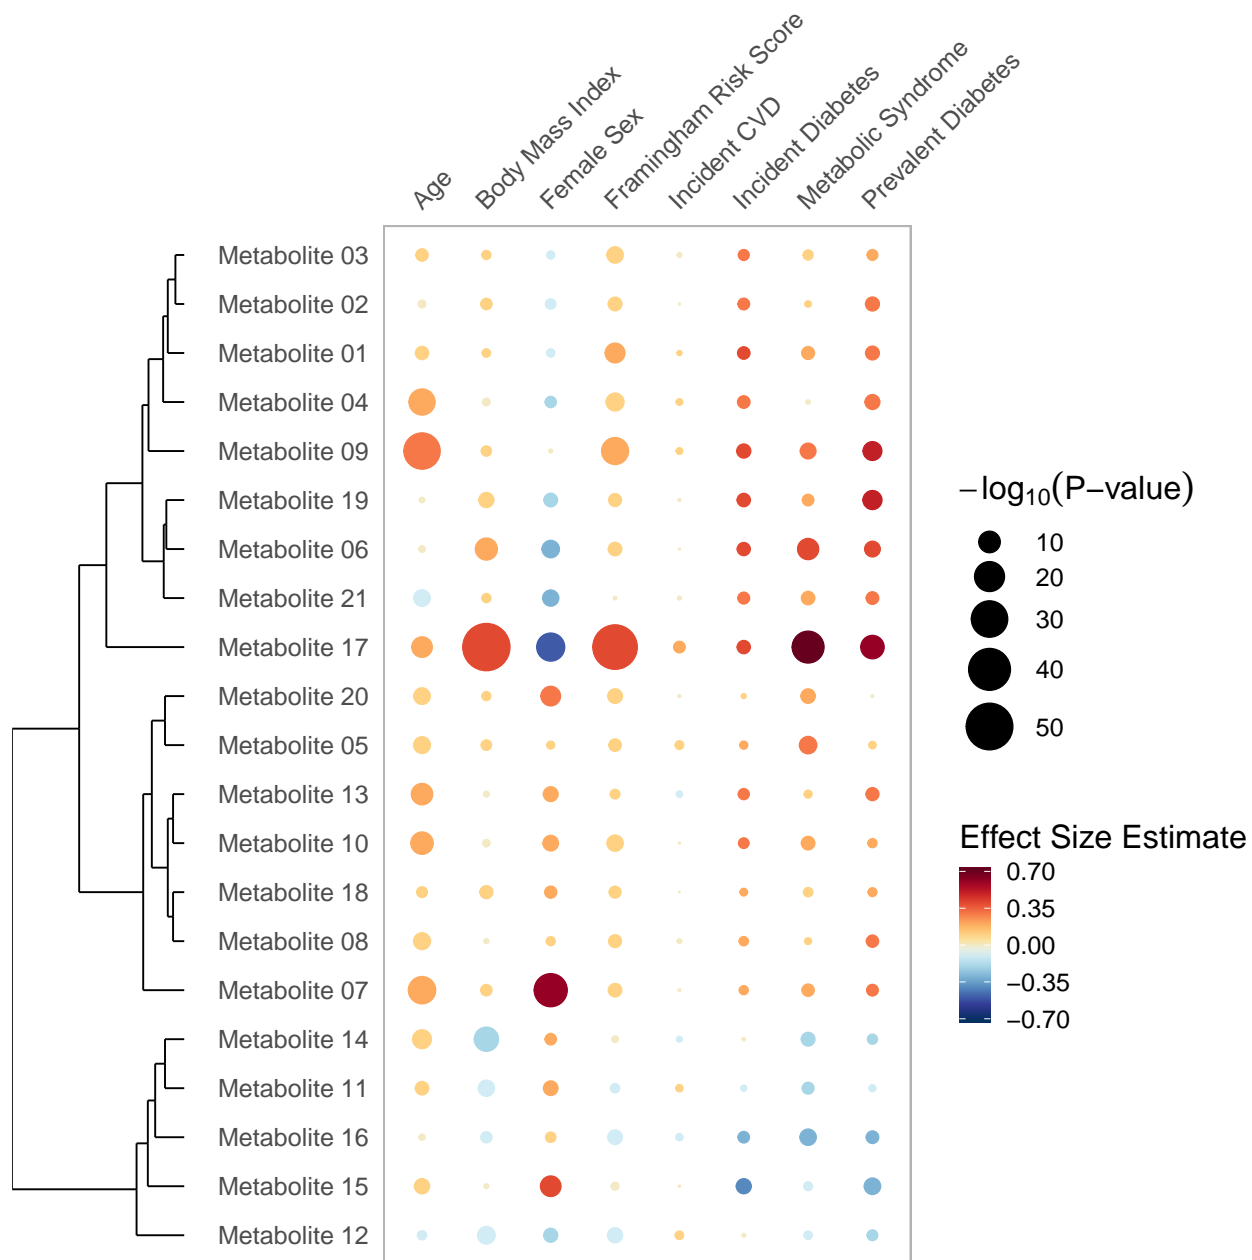 Age
Body Mass Index
Female Sex
Framingham Risk Score
Incident CVD
Incident Diabetes
Metabolic Syndrome
Prevalent Diabetes
Metabolite 03
Metabolite 02
Metabolite 01
Metabolite 04
Metabolite 09
Metabolite 19
Metabolite 06
Metabolite 21
Metabolite 17
Metabolite 20
Metabolite 05
Metabolite 13
Metabolite 10
Metabolite 18
Metabolite 08
Metabolite 07
Metabolite 14
Metabolite 11
Metabolite 16
Metabolite 15
Metabolite 12
−log₁₀(P−value)
10
20
30
40
50
Effect Size Estimate
0.70
0.35
0.00
−0.35
−0.70